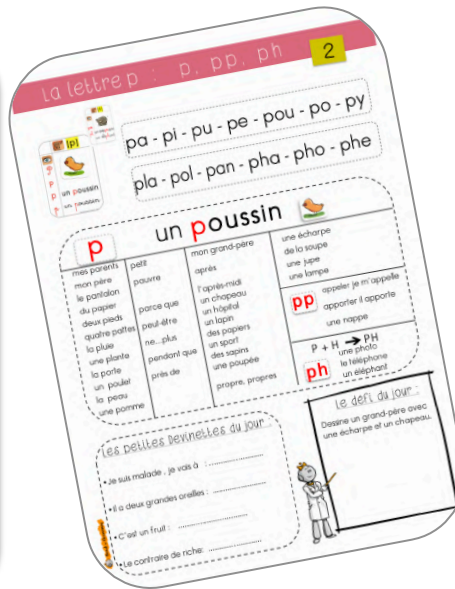 La lettre p : p, pp, ph
2
[p]
p un poussin
un poussin
pa - pi - pu - pe - pou - po - py
pla - pol - pan - pha - pho - phe
p
un poussin
mes parents
mon père
le pantalon
du papier
deux pieds
quatre pattes
la pluie
une plante
la porte
un poulet
la peau
une pomme
petit
pauvre
parce que
peut-être
ne...plus
pendant que
près de
mon grand-père
après
l'après-midi
un chapeau
un hôpital
un lapin
des papiers
un sport
des sapins
une poupée
propre, propres
une écharpe
de la soupe
une jupe
une lampe
pp
appeler je m'appelle
apporter il apporte
une nappe
P + H → PH
ph
une photo
le téléphone
un éléphant
Les petites Devinettes du jour :
•Je suis malade , je vais à : ........................
•Il a deux grandes oreilles : ........................
•C'est un fruit : ........................
•Le contraire de riche: ........................
Le défi du jour :
Dessine un grand-père avec
une écharpe et un chapeau.